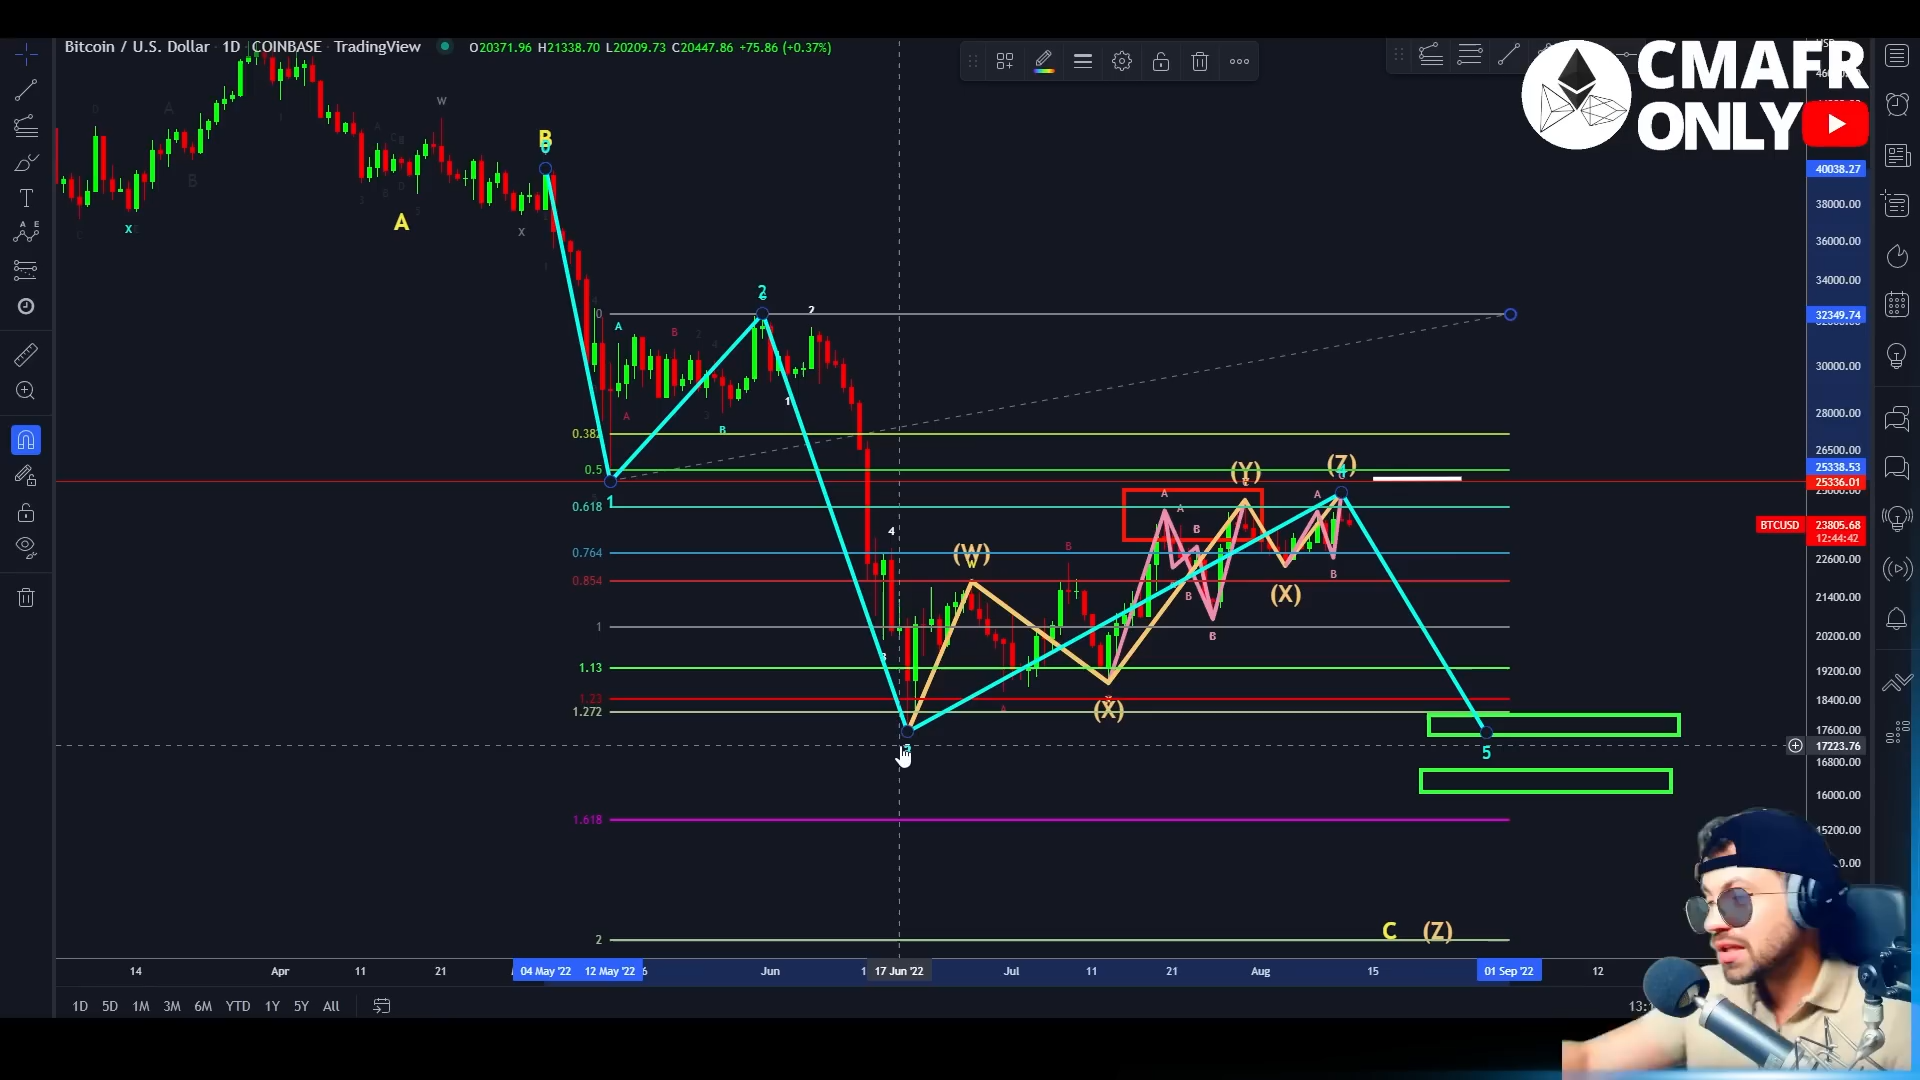 Bitcoin / U.S. Dollar 1D COINBASE TradingView O20371.96 H21338.70 L20209.73 C20447.86 +75.86 (+0.37%)
CMAFR
ONLY
40038.27
38000.00
36000.00
34000.00
32349.74
30000.00
28000.00
26500.00
25338.53
25336.01
BTCUSD 23805.68
12:44:42
22600.00
21400.00
20200.00
19200.00
18400.00
17600.00
17223.76
16800.00
16000.00
15200.00
B
A
X
W
X
B
A
0
A
B
2
2
1
A
B
1
4
0.382
0.5
0.618
0.764
0.854
1
1.13
1.23
1.272
1.618
2
(W)
W
B
A
(X)
(Y)
A
A
B
B
B
(X)
(Z)
A
B
5
C (Z)
14 Apr 11 21 04 May '22 12 May '22 6 Jun 17 Jun '22 Jul 11 21 Aug 15 01 Sep '22 12
1D 5D 1M 3M 6M YTD 1Y 5Y All